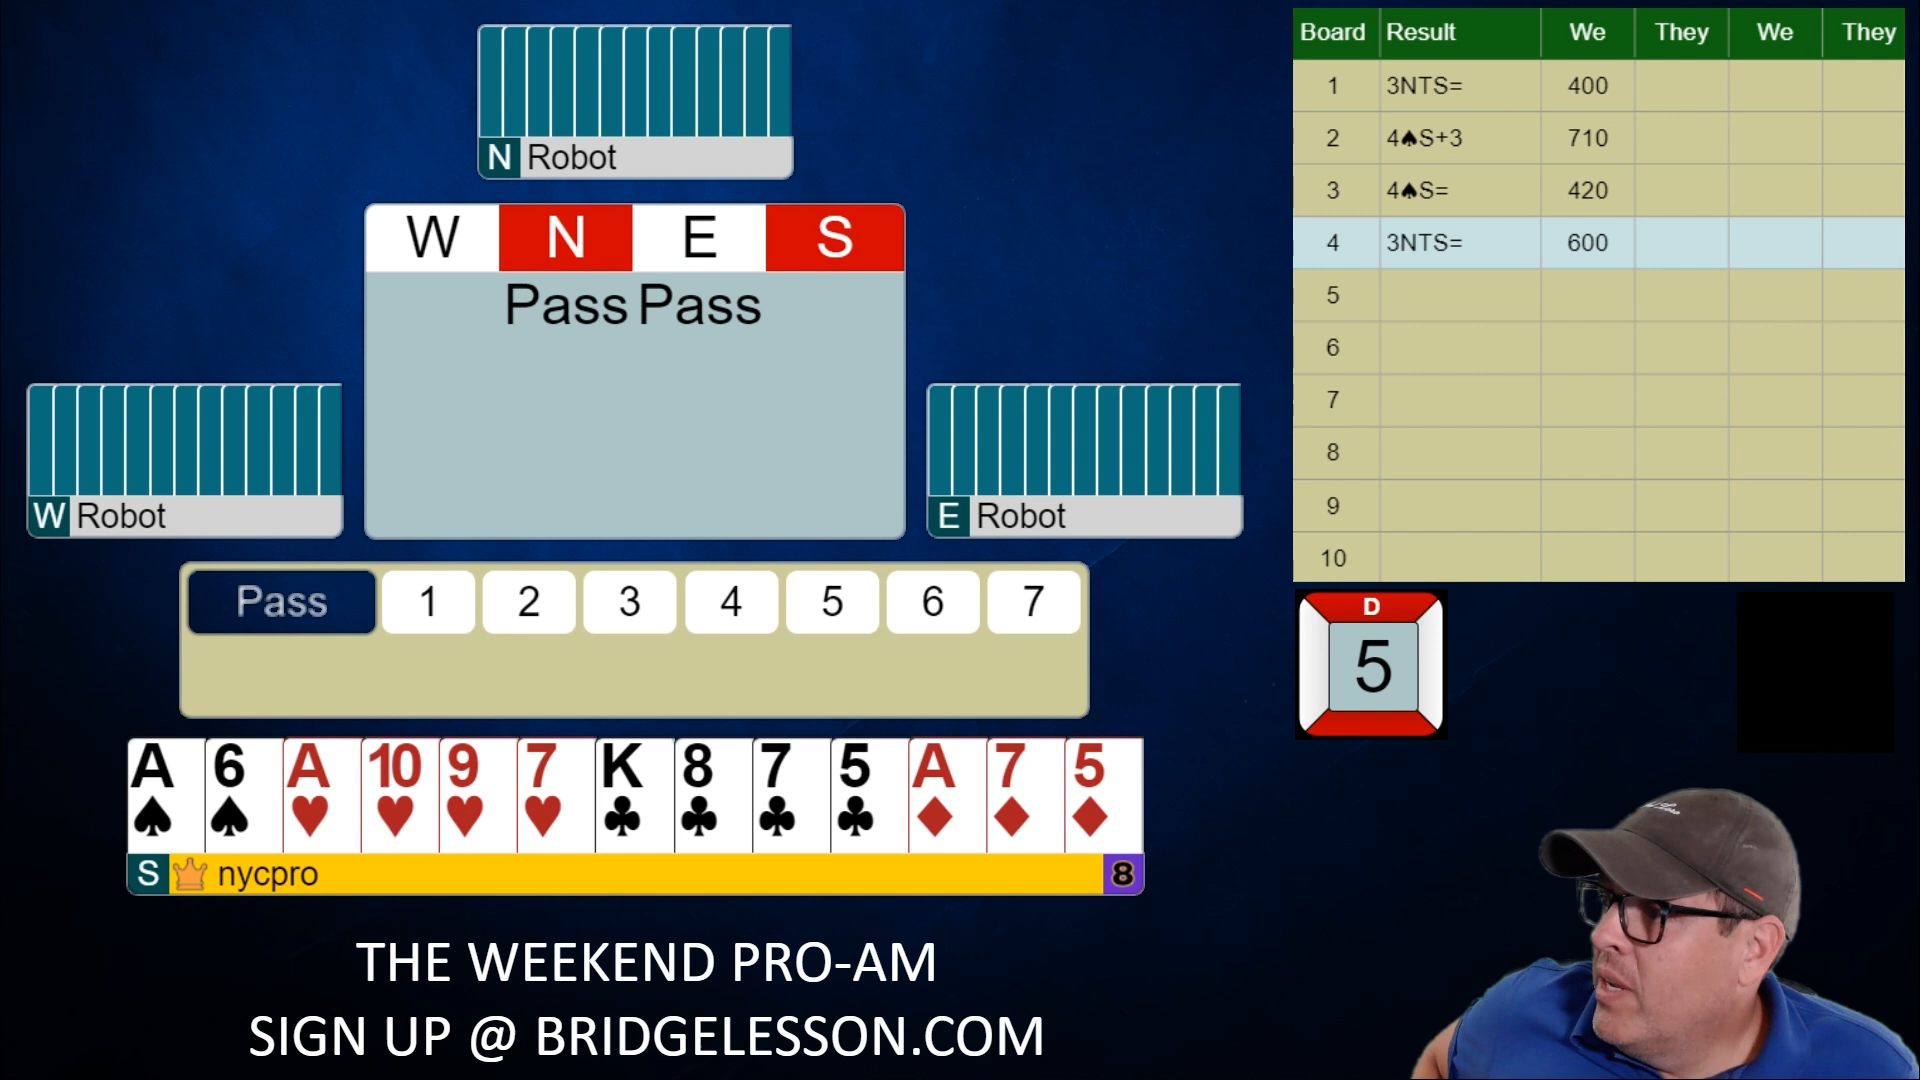 Board Result We They We They
1 3NTS= 400
2 4♠S+3 710
3 4♠S= 420
4 3NTS= 600
5
6
7
8
9
10
N Robot
W N E S
Pass Pass
W Robot
E Robot
Pass 1 2 3 4 5 6 7
D
5
A♠ 6♠ A♥ 10♥ 9♥ 7♥ K♣ 8♣ 7♣ 5♣ A♦ 7♦ 5♦
S nycpro 8
THE WEEKEND PRO-AM
SIGN UP @ BRIDGELESSON.COM